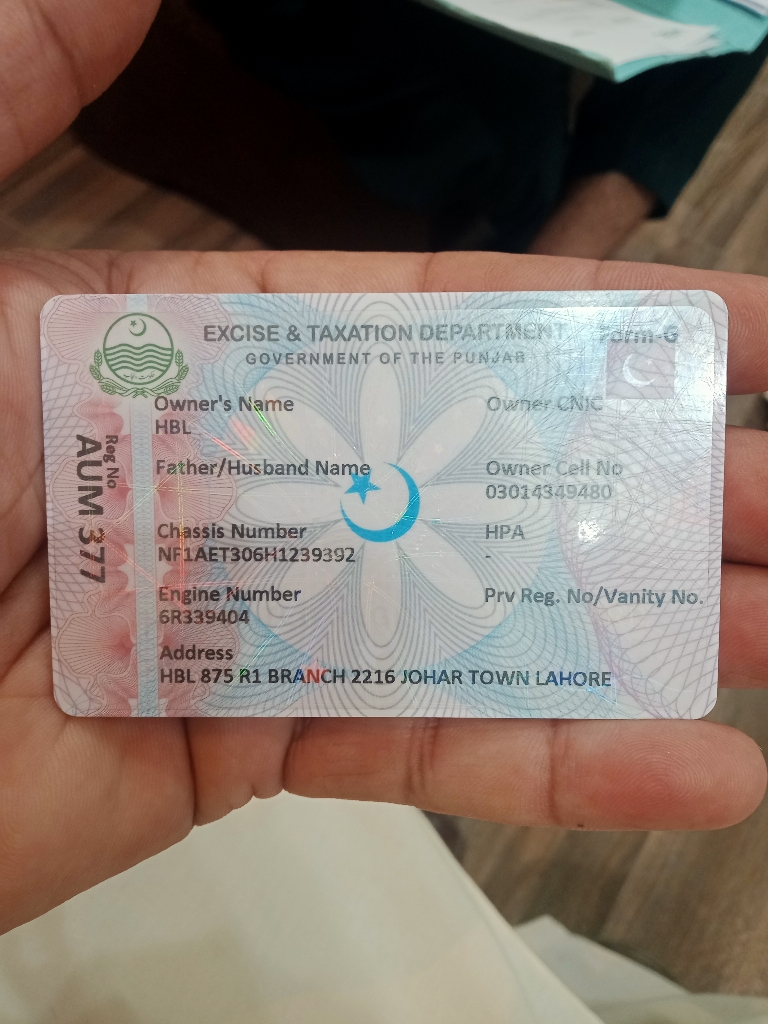 EXCISE & TAXATION DEPARTMENT Form-G
GOVERNMENT OF THE PUNJAB
Reg No
AUM 377
Owner's Name
HBL
Owner CNIC
Father/Husband Name
Owner Cell No
03014349480
Chassis Number
NF1AET306H1239392
HPA
-
Engine Number
6R339404
Prv Reg. No/Vanity No.
Address
HBL 875 R1 BRANCH 2216 JOHAR TOWN LAHORE